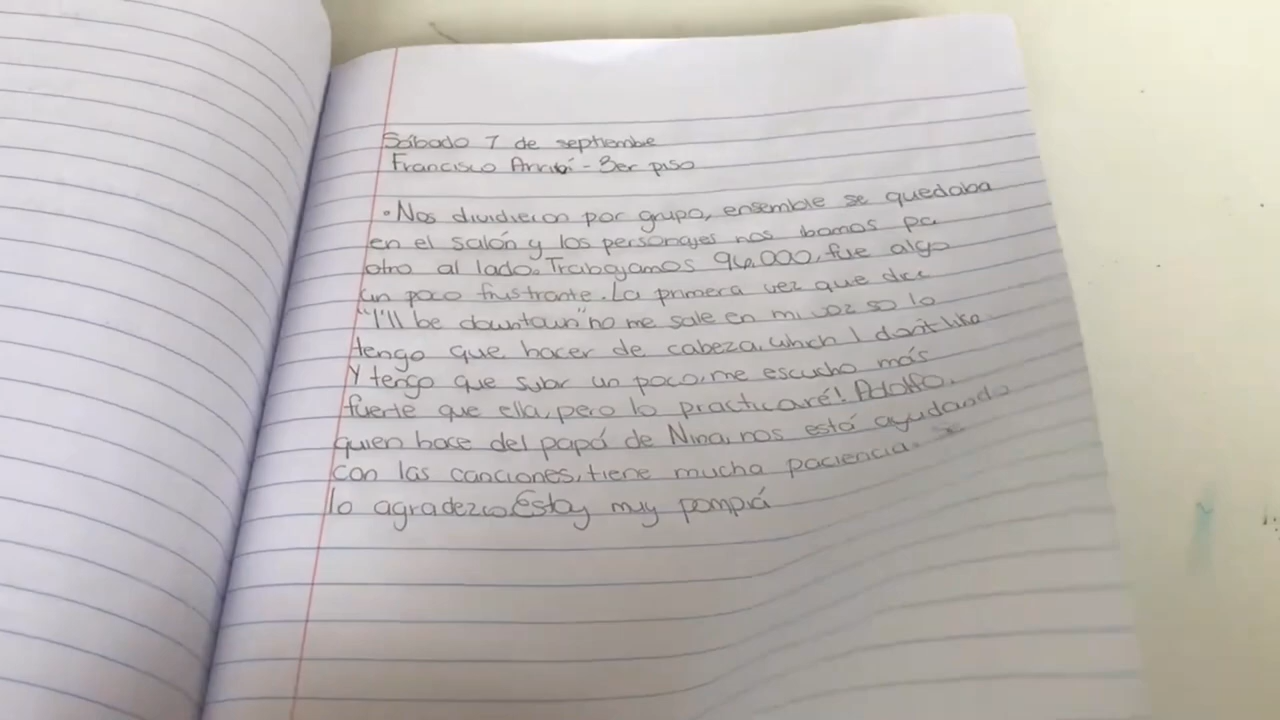 Sábado 7 de septiembe
Francisco Arriví - 3er piso
• Nos dividieron por grupo, ensemble se quedaba
en el salón y los personajes nos ibamos pa
otro al lado. Trabajamos 96,000, fue algo
un poco frustrante. La primera vez que dice
"I'll be downtown" no me sale en mi voz so lo
tengo que hacer de cabeza, which I don't like
Y tengo que subir un poco, me escucho más
fuerte que ella, pero lo practicaré! Adolfo,
quien hace del papá de Nina, nos está ayudando
con las canciones, tiene mucha paciencia. Se
lo agradezco. Estoy muy pompiá